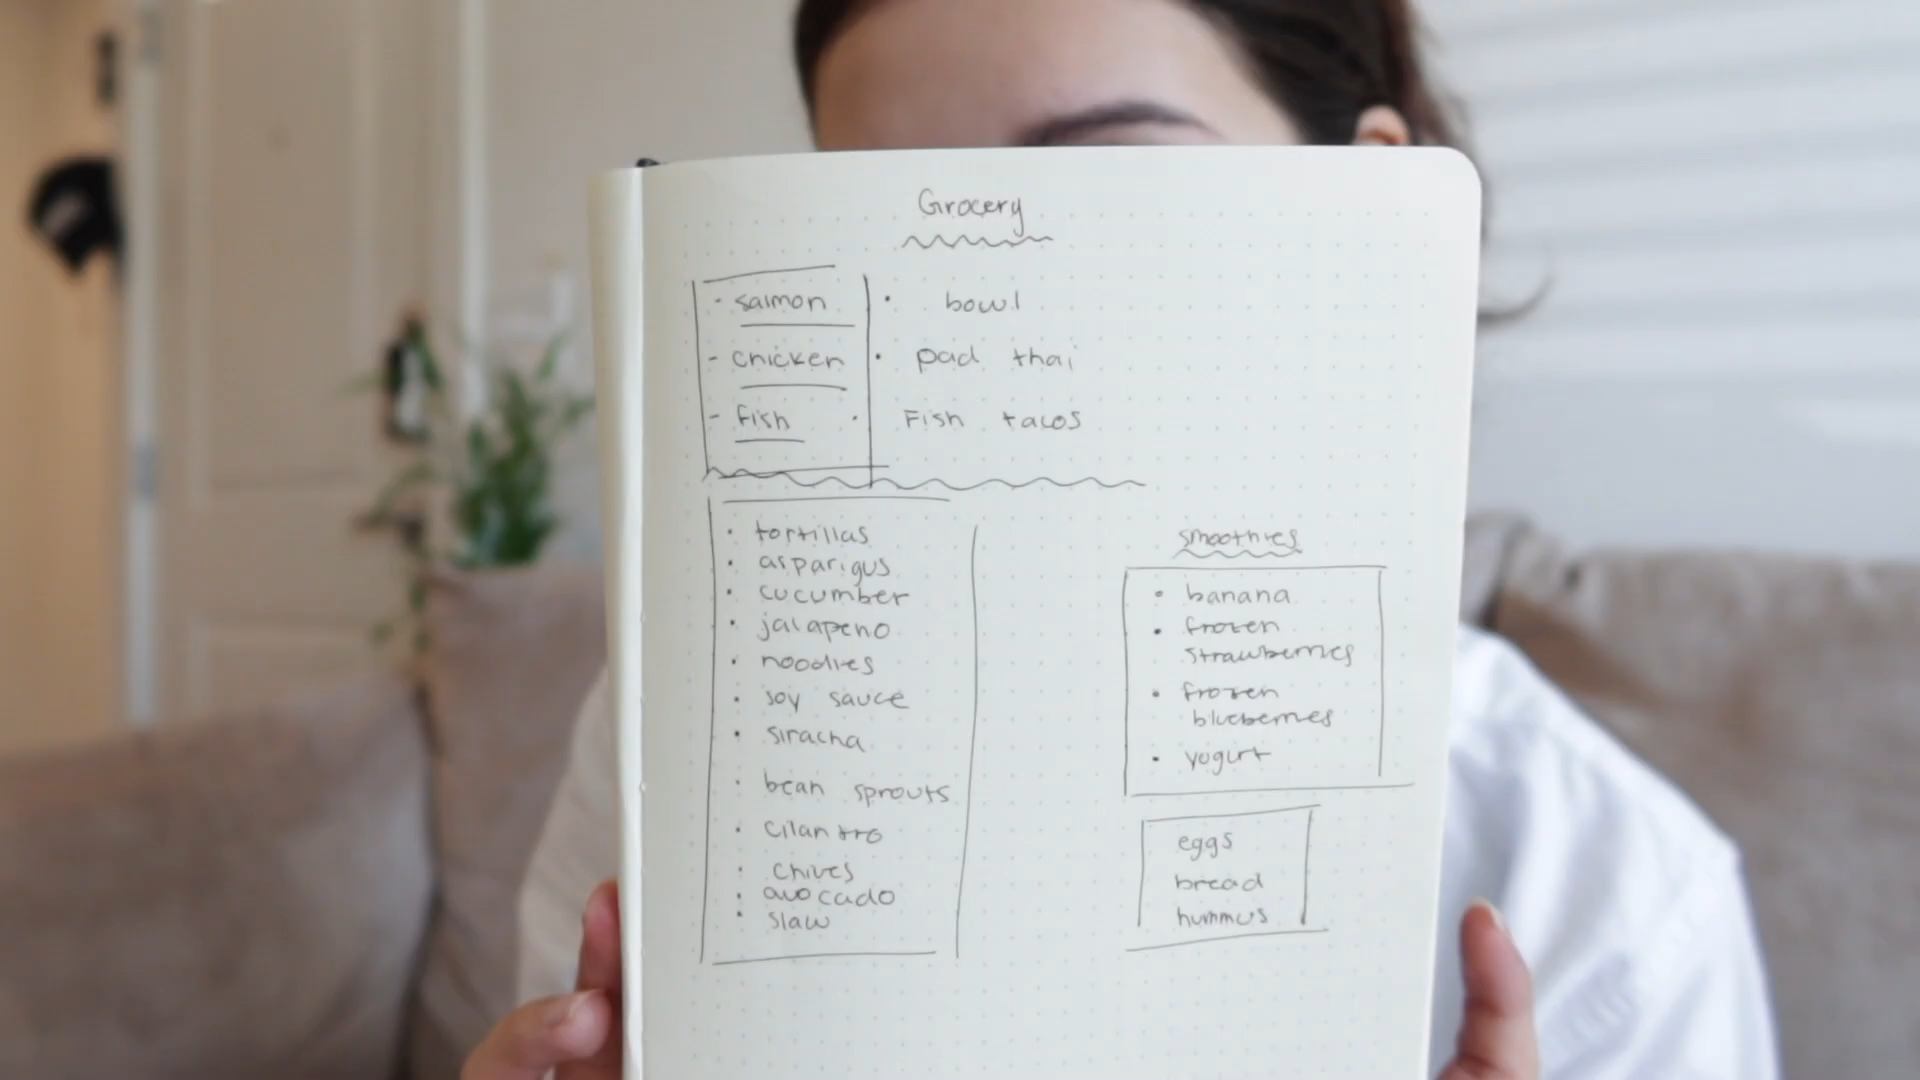 Grocery
- salmon • bowl
- chicken • pad thai
- fish • Fish tacos
• tortillas
• asparigus
• cucumber
• jalapeno
• noodles
• soy sauce
• siracha
• bean sprouts
• cilantro
• chives
• avocado
• slaw
smoothies
• banana
• frozen
strawberries
• frozen
blueberries
• yogurt
eggs
bread
hummus